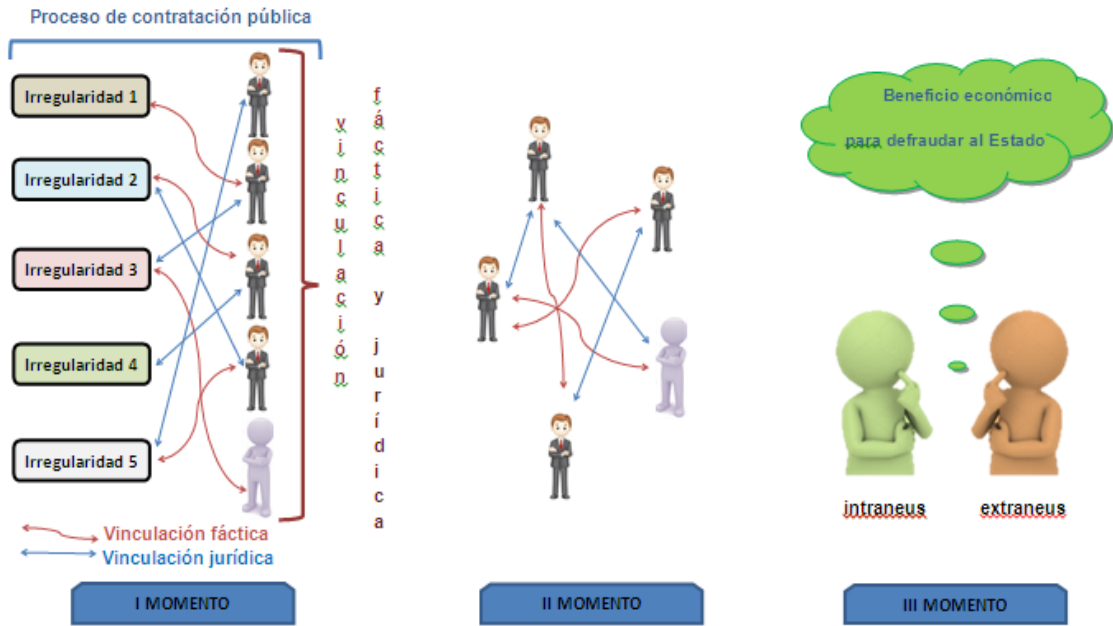 Proceso de contratación pública
Irregularidad 1
Irregularidad 2
Irregularidad 3
Irregularidad 4
Irregularidad 5
vinculación
fáctica y jurídica
Vinculación fáctica
Vinculación jurídica
I MOMENTO
II MOMENTO
Beneficio económico
para defraudar al Estado
intraneus
extraneus
III MOMENTO